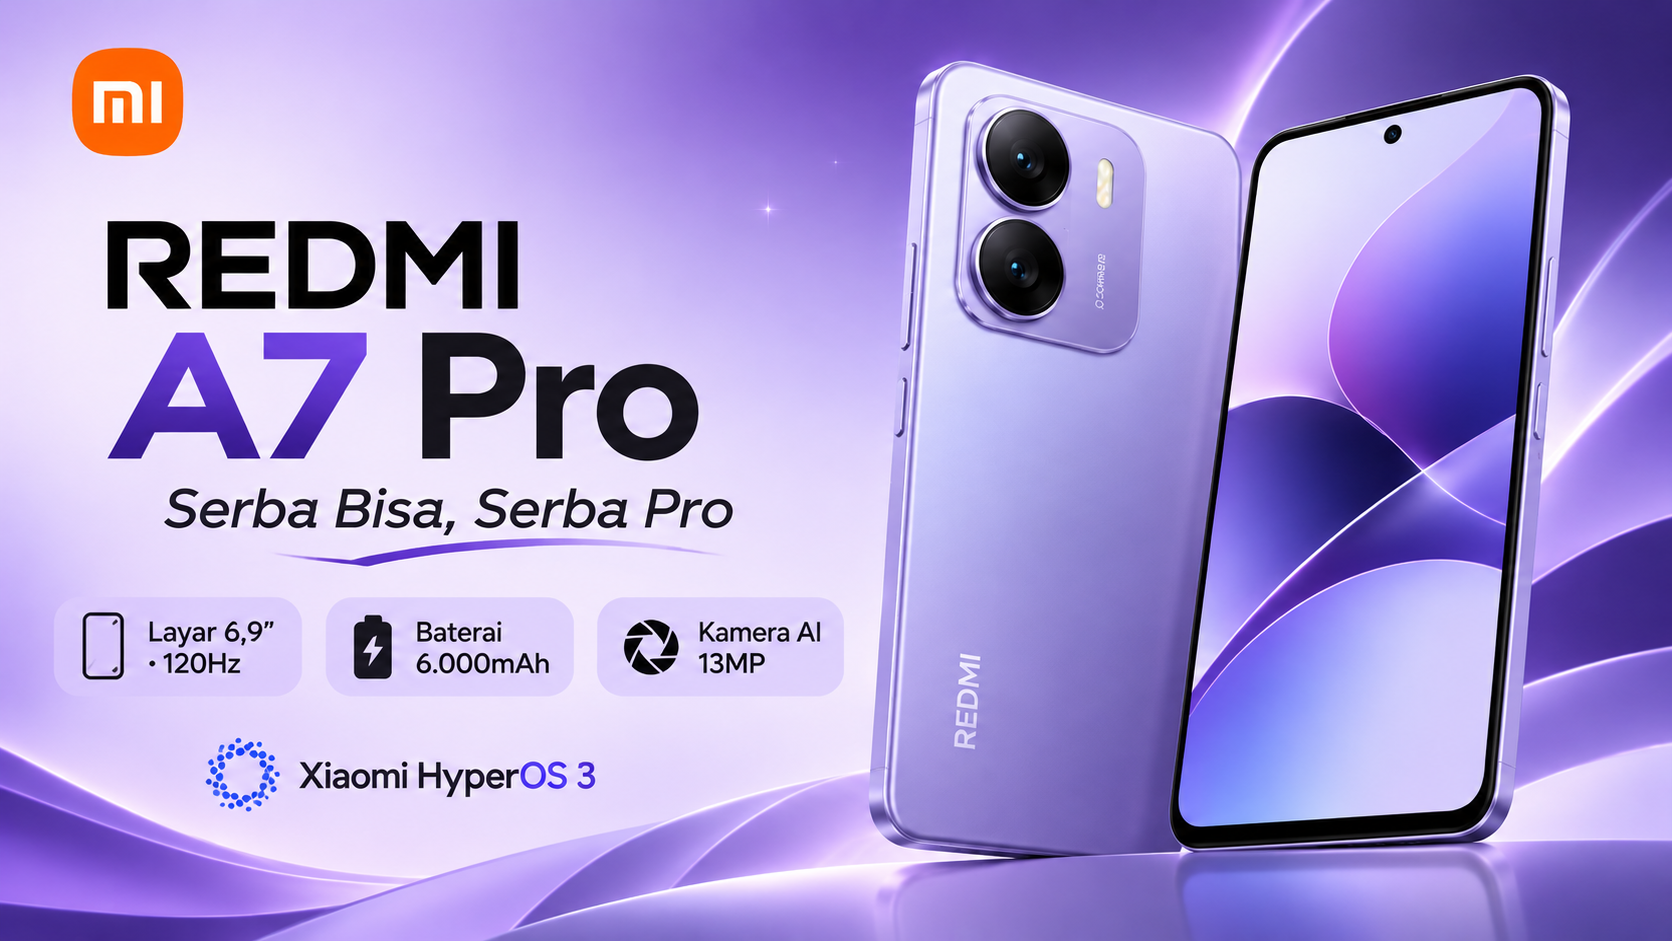 mi
REDMI
A7 Pro
Serba Bisa, Serba Pro
Layar 6,9”
• 120Hz
Baterai
6.000mAh
Kamera AI
13MP
Xiaomi HyperOS 3
REDMI